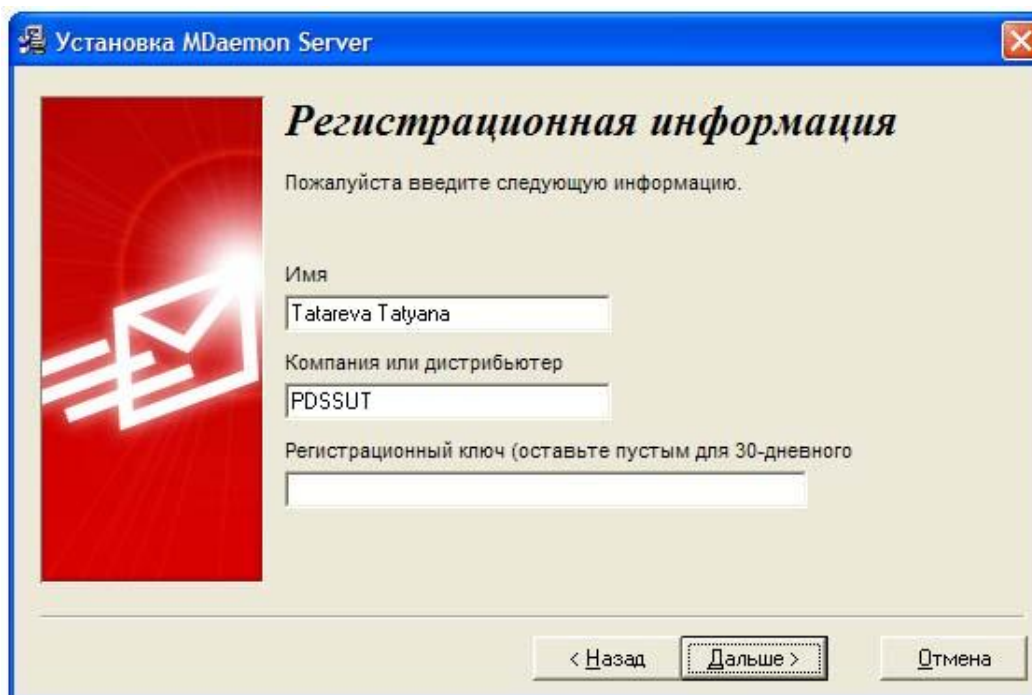 Установка MDaemon Server
Регистрационная информация
Пожалуйста введите следующую информацию.
Имя
Tatareva Tatyana
Компания или дистрибьютер
PDSSUT
Регистрационный ключ (оставьте пустым для 30-дневного
< Назад
Дальше >
Отмена